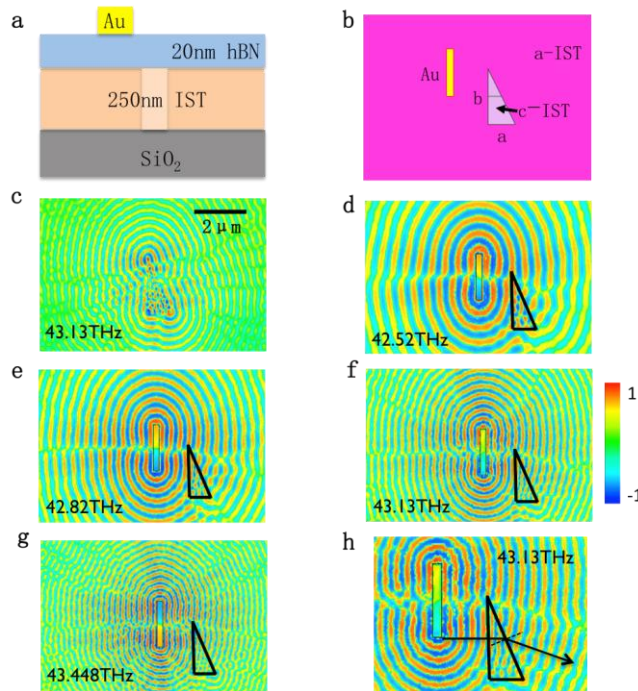 a
Au
20nm hBN
250nm IST
SiO₂
b
a-IST
Au
b
c-IST
a
c
2μm
43.13THz
d
42.52THz
e
42.82THz
f
43.13THz
1
-1
g
43.448THz
h
43.13THz